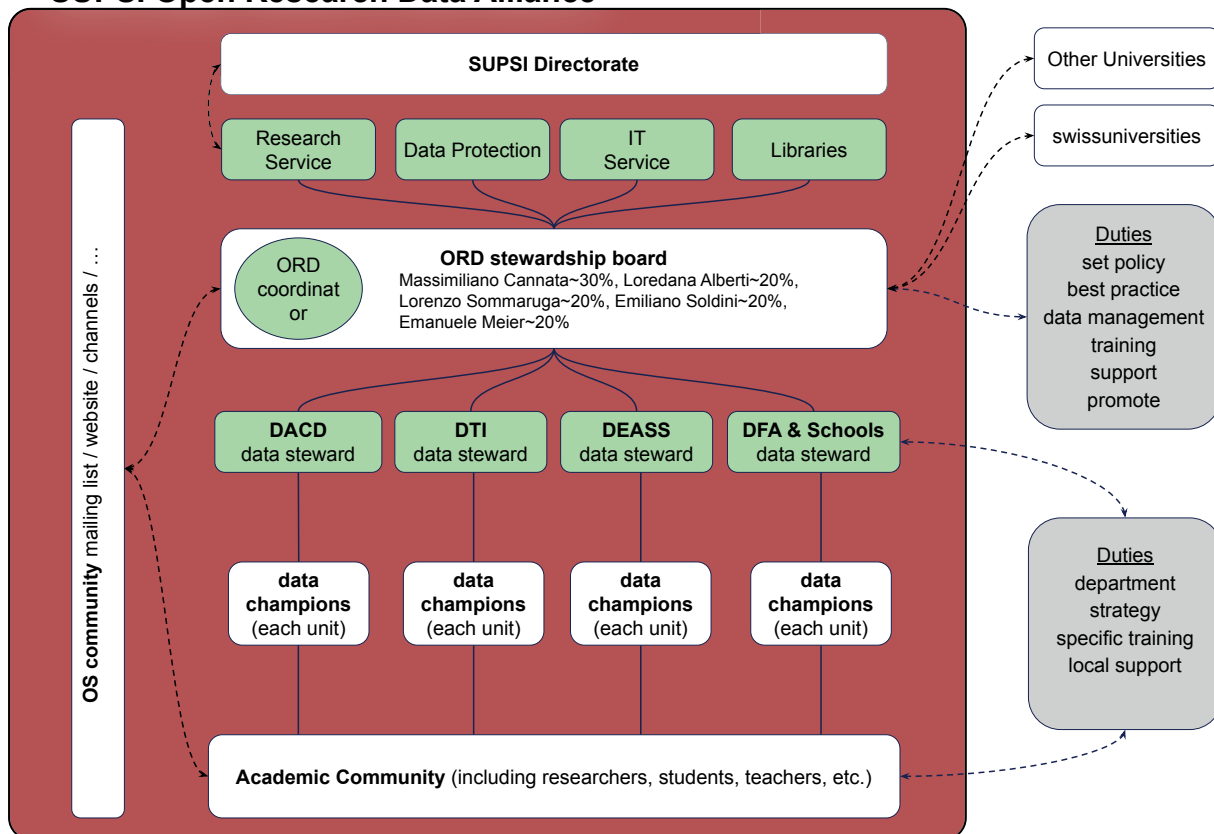 SUPSI Open Research Data Alliance
SUPSI Directorate
Other Universities
swissuniversities
Research
Service
Data Protection
IT
Service
Libraries
ORD
coordinat
or
ORD stewardship board
Massimiliano Cannata~30%, Loredana Alberti~20%,
Lorenzo Sommaruga~20%, Emiliano Soldini~20%,
Emanuele Meier~20%
Duties
set policy
best practice
data management
training
support
promote
OS community mailing list / website / channels / …
DACD
data steward
DTI
data steward
DEASS
data steward
DFA & Schools
data steward
data
champions
(each unit)
data
champions
(each unit)
data
champions
(each unit)
data
champions
(each unit)
Duties
department
strategy
specific training
local support
Academic Community (including researchers, students, teachers, etc.)